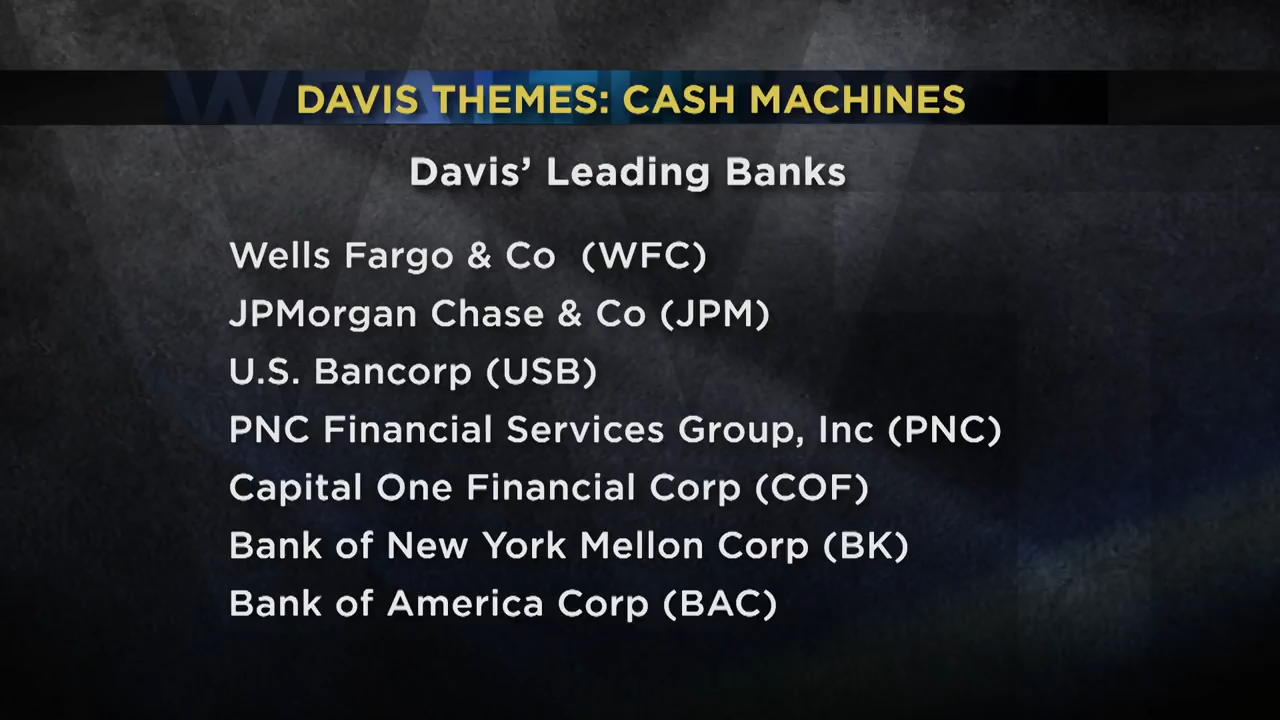 DAVIS THEMES: CASH MACHINES
Davis’ Leading Banks
Wells Fargo & Co  (WFC)
JPMorgan Chase & Co (JPM)
U.S. Bancorp (USB)
PNC Financial Services Group, Inc (PNC)
Capital One Financial Corp (COF)
Bank of New York Mellon Corp (BK)
Bank of America Corp (BAC)